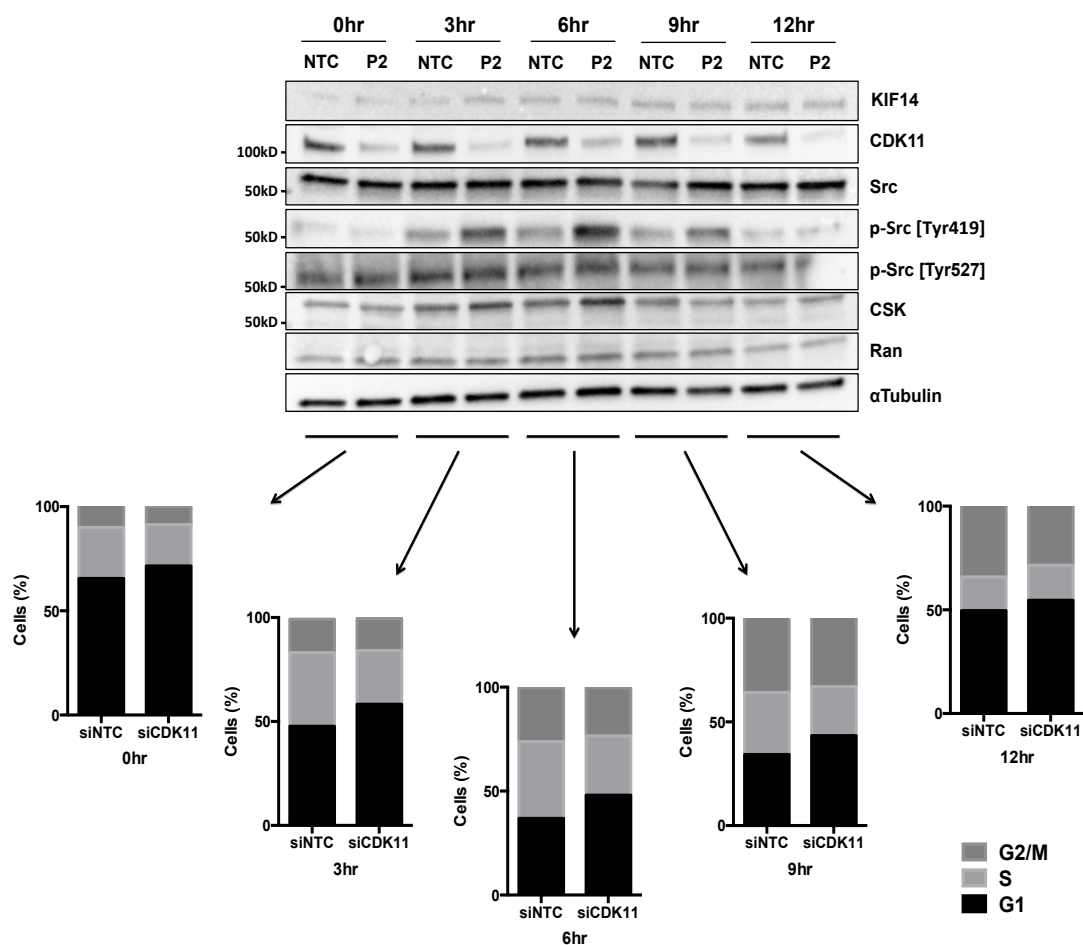 0hr 3hr 6hr 9hr 12hr
NTC P2 NTC P2 NTC P2 NTC P2 NTC P2
KIF14
100kD CDK11
50kD Src
50kD p-Src [Tyr419]
50kD p-Src [Tyr527]
50kD CSK
Ran
αTubulin
100
50
0
Cells (%)
siNTC siCDK11
0hr
100
50
0
Cells (%)
siNTC siCDK11
3hr
100
50
0
Cells (%)
siNTC siCDK11
6hr
100
50
0
Cells (%)
siNTC siCDK11
9hr
100
50
0
Cells (%)
siNTC siCDK11
12hr
G2/M
S
G1